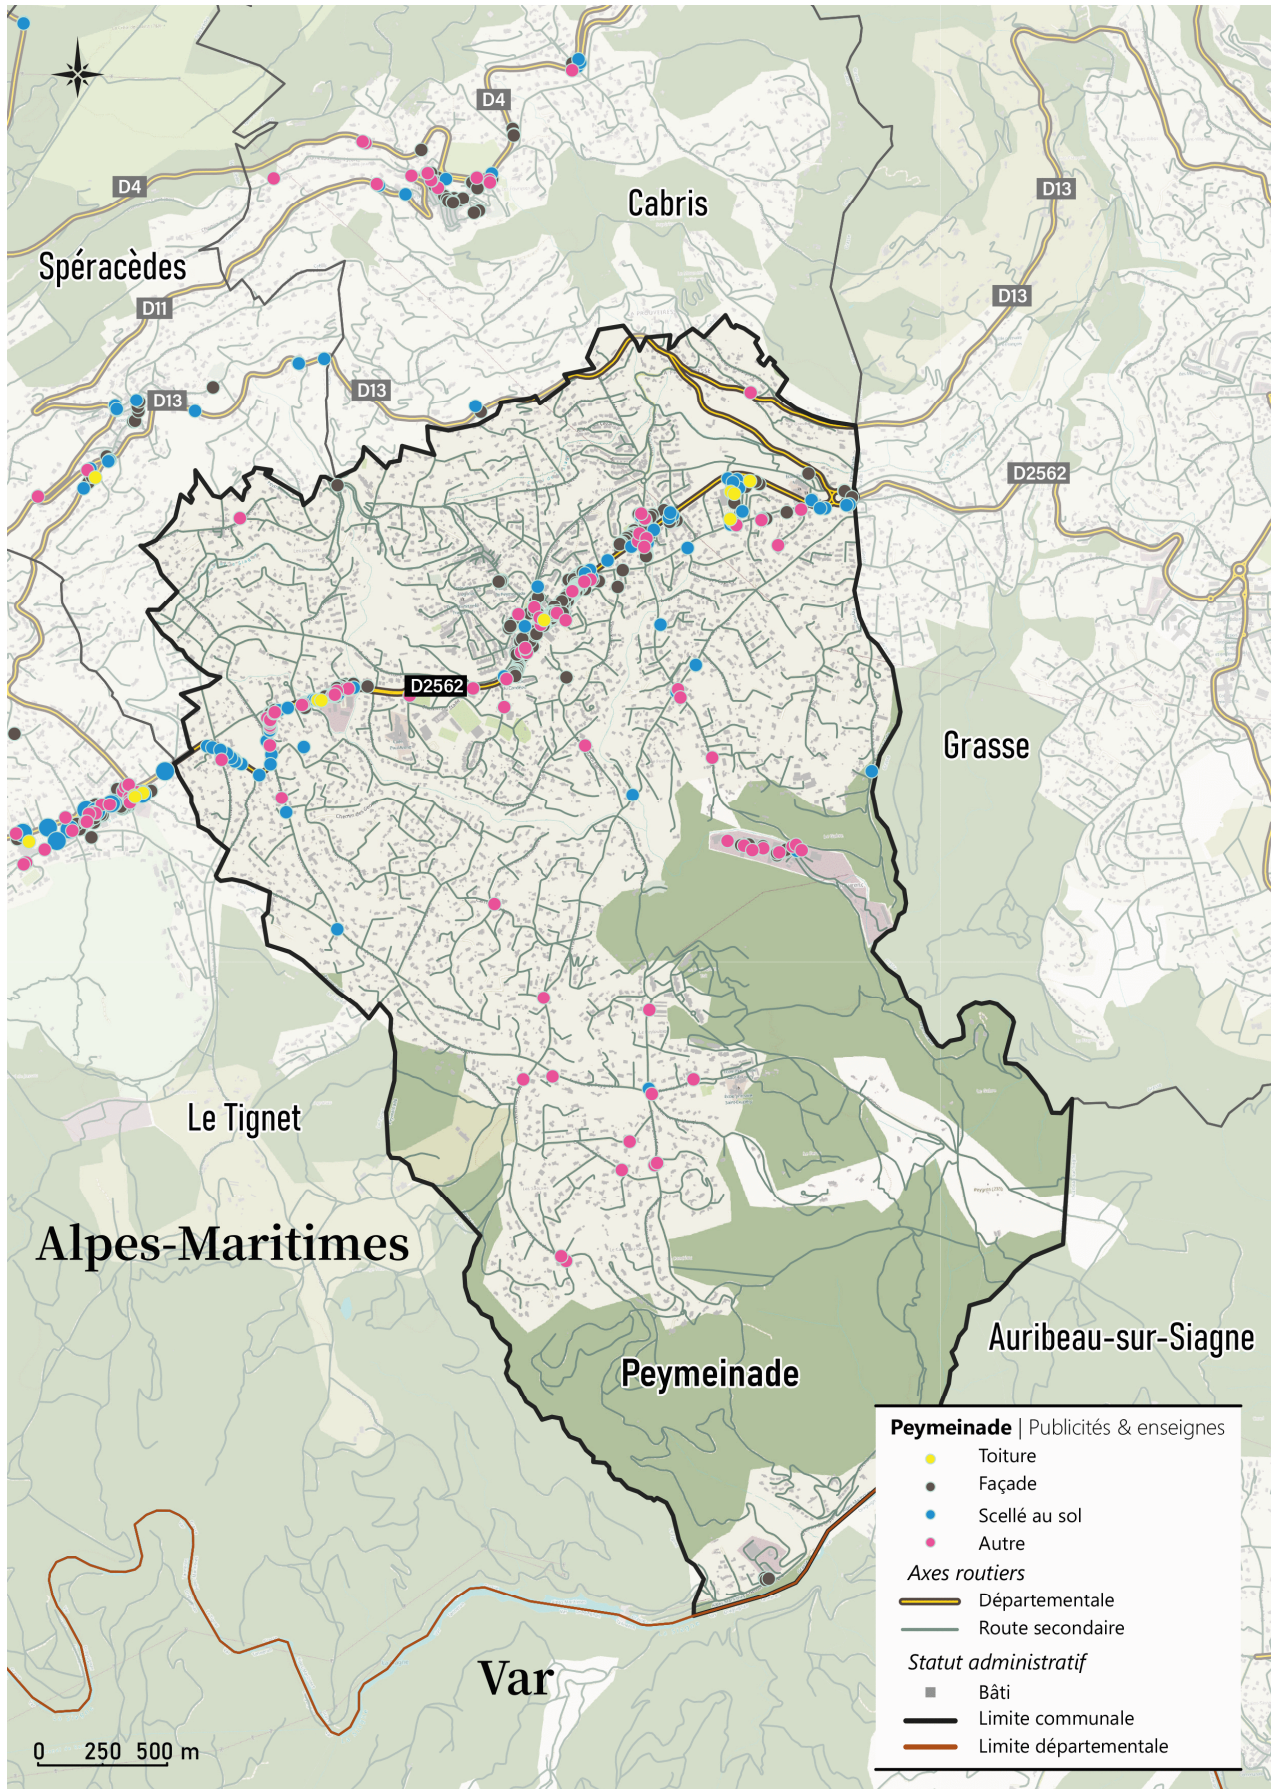 D4
D4
D13
Cabris
Spéracèdes
D13
D11
D13
D13
D2562
D2562
Grasse
Le Tignet
Alpes-Maritimes
Auribeau-sur-Siagne
Peymeinade
Peymeinade | Publicités & enseignes
Toiture
Façade
Scellé au sol
Autre
Axes routiers
Départementale
Route secondaire
Statut administratif
Bâti
Limite communale
Limite départementale
Var
0 250 500 m